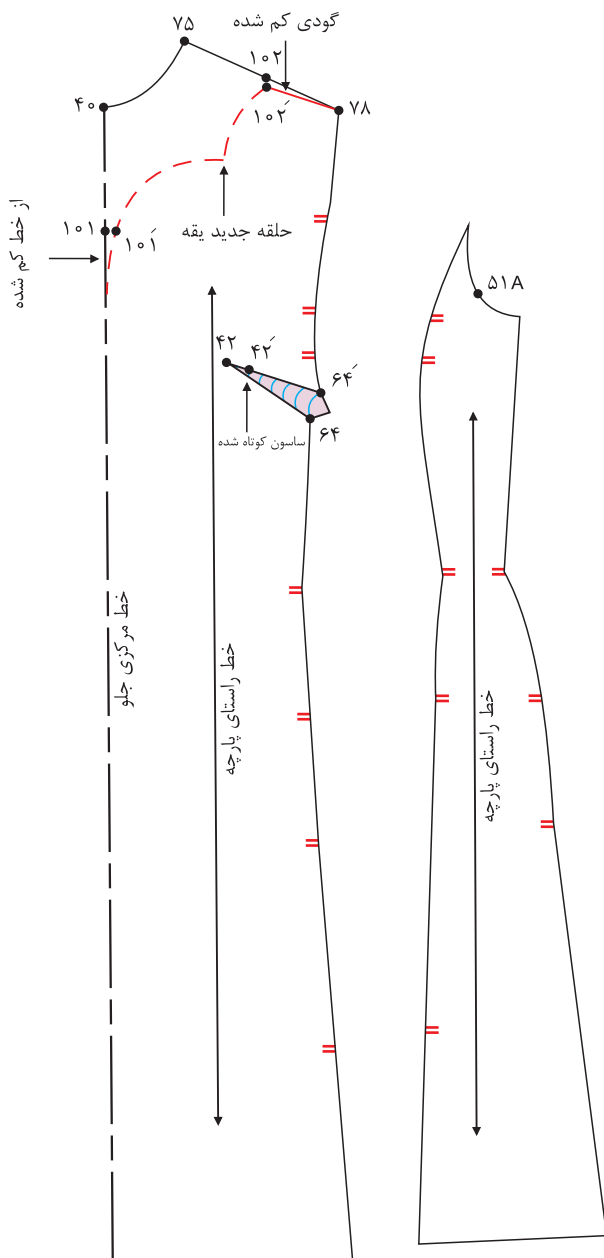 گودی کم شده
۷۵
۱۰۲
۴۰
۱۰۲́
۷۸
۱۰۱
۱۰۱́
حلقه جدید یقه
از خط کم شده
۵۱A
۴۲
۴۲́
۶۴́
۶۴
ساسون کوتاه شده
خط مرکزی جلو
خط راستای پارچه
خط راستای پارچه